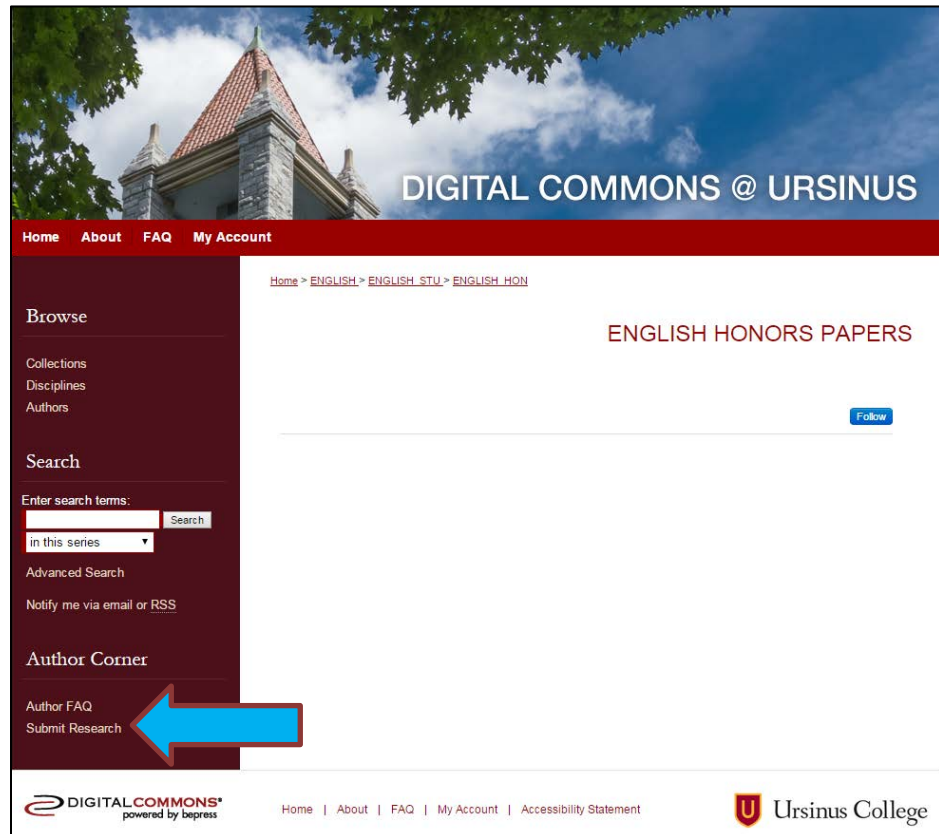 DIGITAL COMMONS @ URSINUS
Home About FAQ My Account
Home > ENGLISH > ENGLISH_STU > ENGLISH_HON
Browse
ENGLISH HONORS PAPERS
Collections
Disciplines
Authors
Follow
Search
Enter search terms:
Search
in this series
Advanced Search
Notify me via email or RSS
Author Corner
Author FAQ
Submit Research
DIGITALCOMMONS®
powered by bepress
Home | About | FAQ | My Account | Accessibility Statement
U Ursinus College